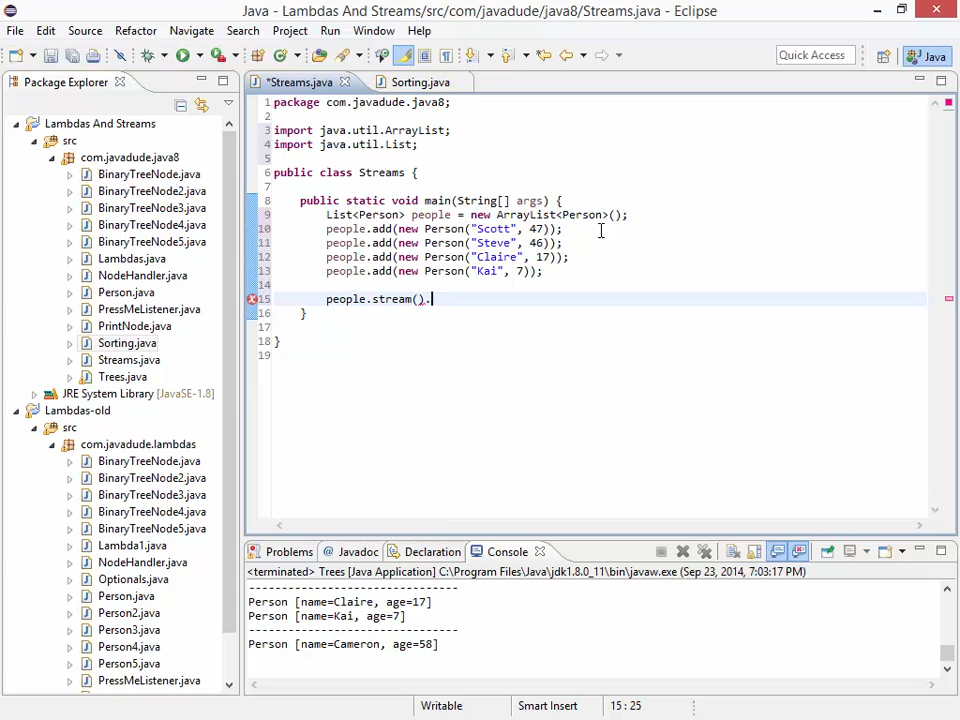 Java - Lambdas And Streams/src/com/javadude/java8/Streams.java - Eclipse
File Edit Source Refactor Navigate Search Project Run Window Help
Quick Access Java
Package Explorer
Lambdas And Streams
src
com.javadude.java8
BinaryTreeNode.java
BinaryTreeNode2.java
BinaryTreeNode3.java
BinaryTreeNode4.java
BinaryTreeNode5.java
Lambdas.java
NodeHandler.java
Person.java
PressMeListener.java
PrintNode.java
Sorting.java
Streams.java
Trees.java
JRE System Library [JavaSE-1.8]
Lambdas-old
src
com.javadude.lambdas
BinaryTreeNode.java
BinaryTreeNode2.java
BinaryTreeNode3.java
BinaryTreeNode4.java
BinaryTreeNode5.java
Lambda1.java
NodeHandler.java
Optionals.java
Person.java
Person2.java
Person3.java
Person4.java
Person5.java
PressMeListener.java
*Streams.java Sorting.java
1 package com.javadude.java8;
2
3 import java.util.ArrayList;
4 import java.util.List;
5
6 public class Streams {
7
8 public static void main(String[] args) {
9 List<Person> people = new ArrayList<Person>();
10 people.add(new Person("Scott", 47));
11 people.add(new Person("Steve", 46));
12 people.add(new Person("Claire", 17));
13 people.add(new Person("Kai", 7));
14
15 people.stream().
16 }
17
18 }
19
Problems @ Javadoc Declaration Console
<terminated> Trees [Java Application] C:\Program Files\Java\jdk1.8.0_11\bin\javaw.exe (Sep 23, 2014, 7:03:17 PM)
------------------------------
Person [name=Claire, age=17]
Person [name=Kai, age=7]
------------------------------
Person [name=Cameron, age=58]
Writable Smart Insert 15 : 25